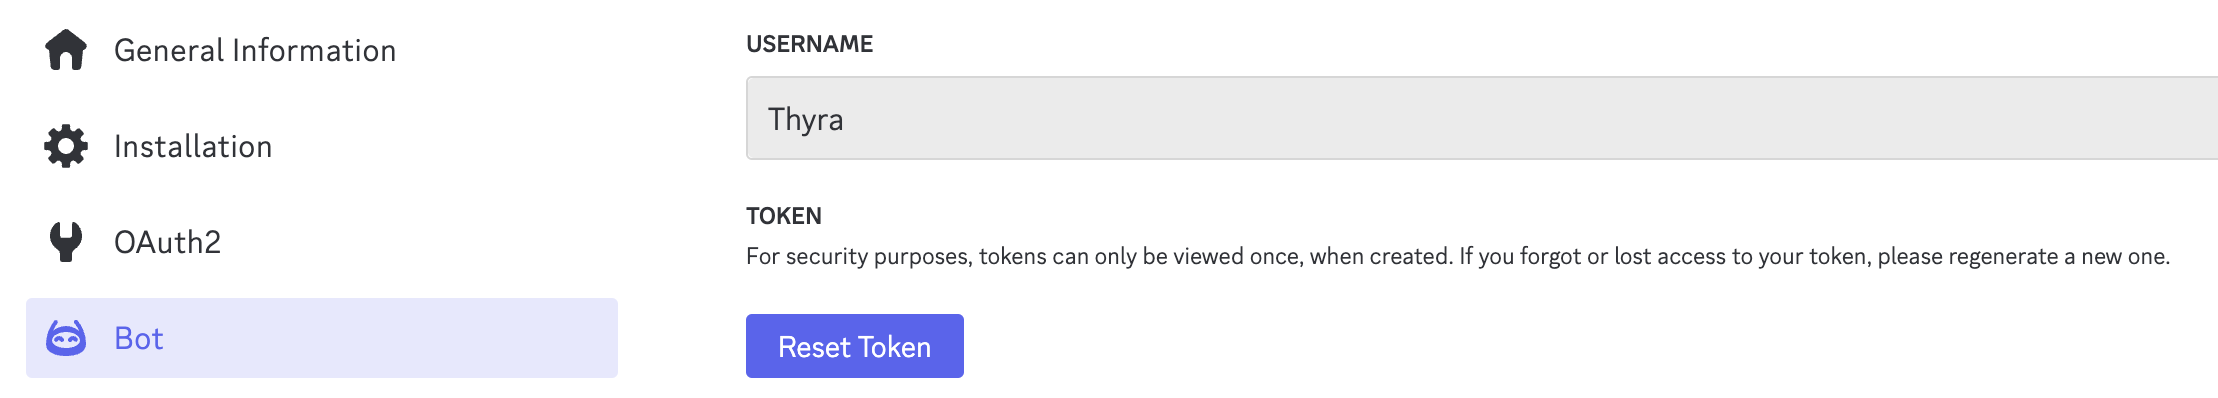 General Information
Installation
OAuth2
Bot
USERNAME
Thyra
TOKEN
For security purposes, tokens can only be viewed once, when created. If you forgot or lost access to your token, please regenerate a new one.
Reset Token